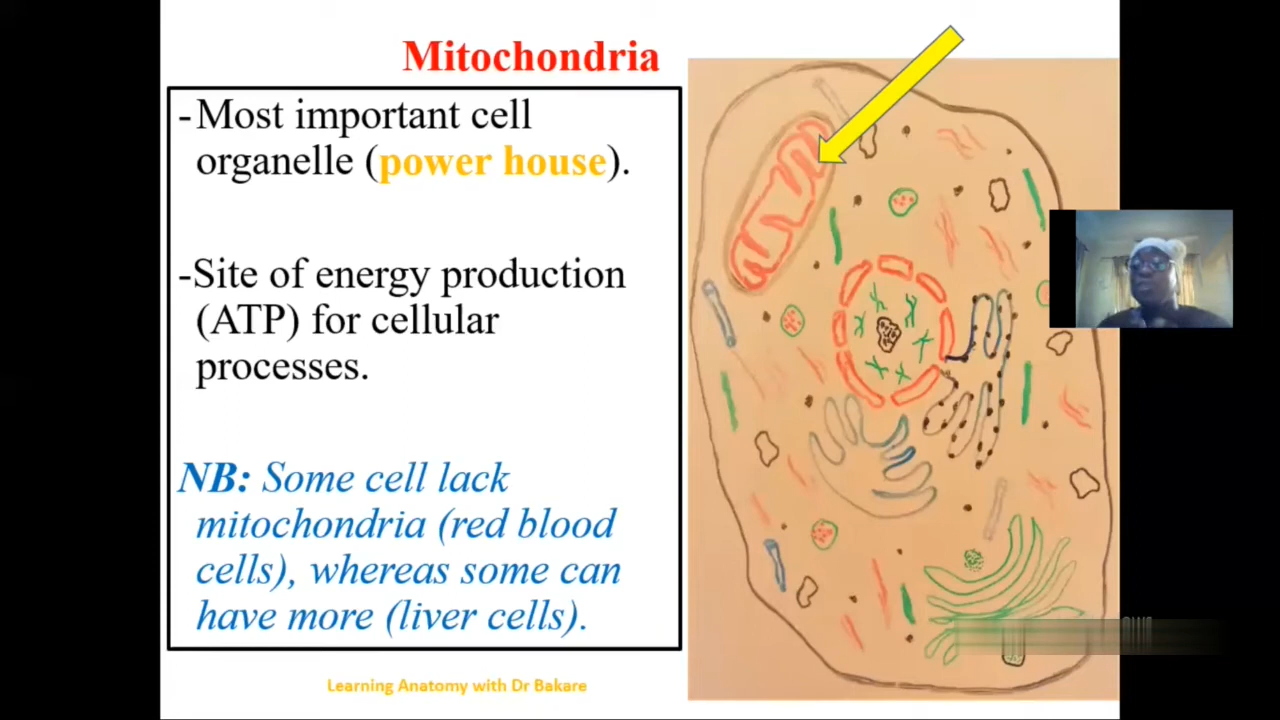 Mitochondria
-Most important cell
organelle (power house).
-Site of energy production
(ATP) for cellular
processes.
NB: Some cell lack
mitochondria (red blood
cells), whereas some can
have more (liver cells).
Learning Anatomy with Dr Bakare